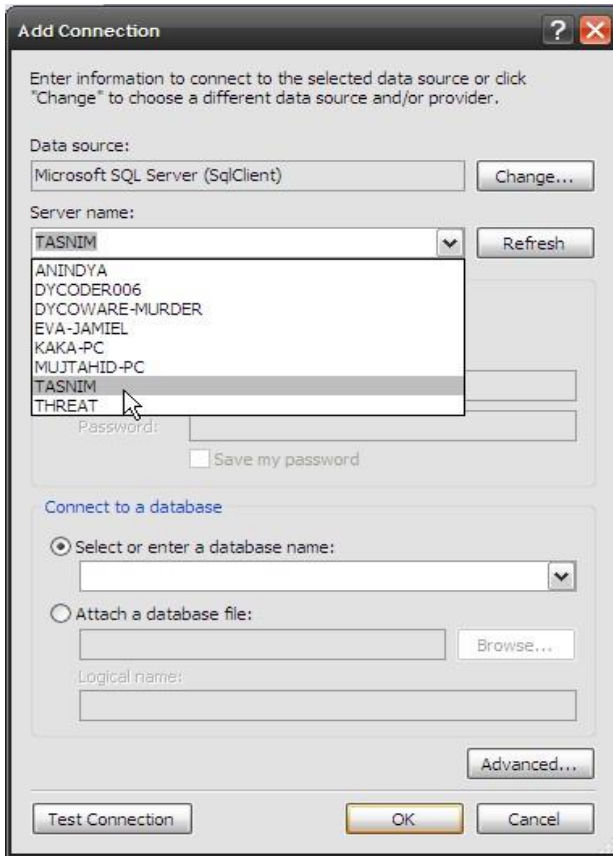 Add Connection
Enter information to connect to the selected data source or click
"Change" to choose a different data source and/or provider.
Data source:
Microsoft SQL Server (SqlClient)
Change...
Server name:
TASNIM
Refresh
ANINDYA
DYCODER006
DYCOWARE-MURDER
EVA-JAMIEL
KAKA-PC
MUJTAHID-PC
TASNIM
THREAT
Password:
Save my password
Connect to a database
Select or enter a database name:
Attach a database file:
Browse...
Logical name:
Advanced...
Test Connection
OK
Cancel